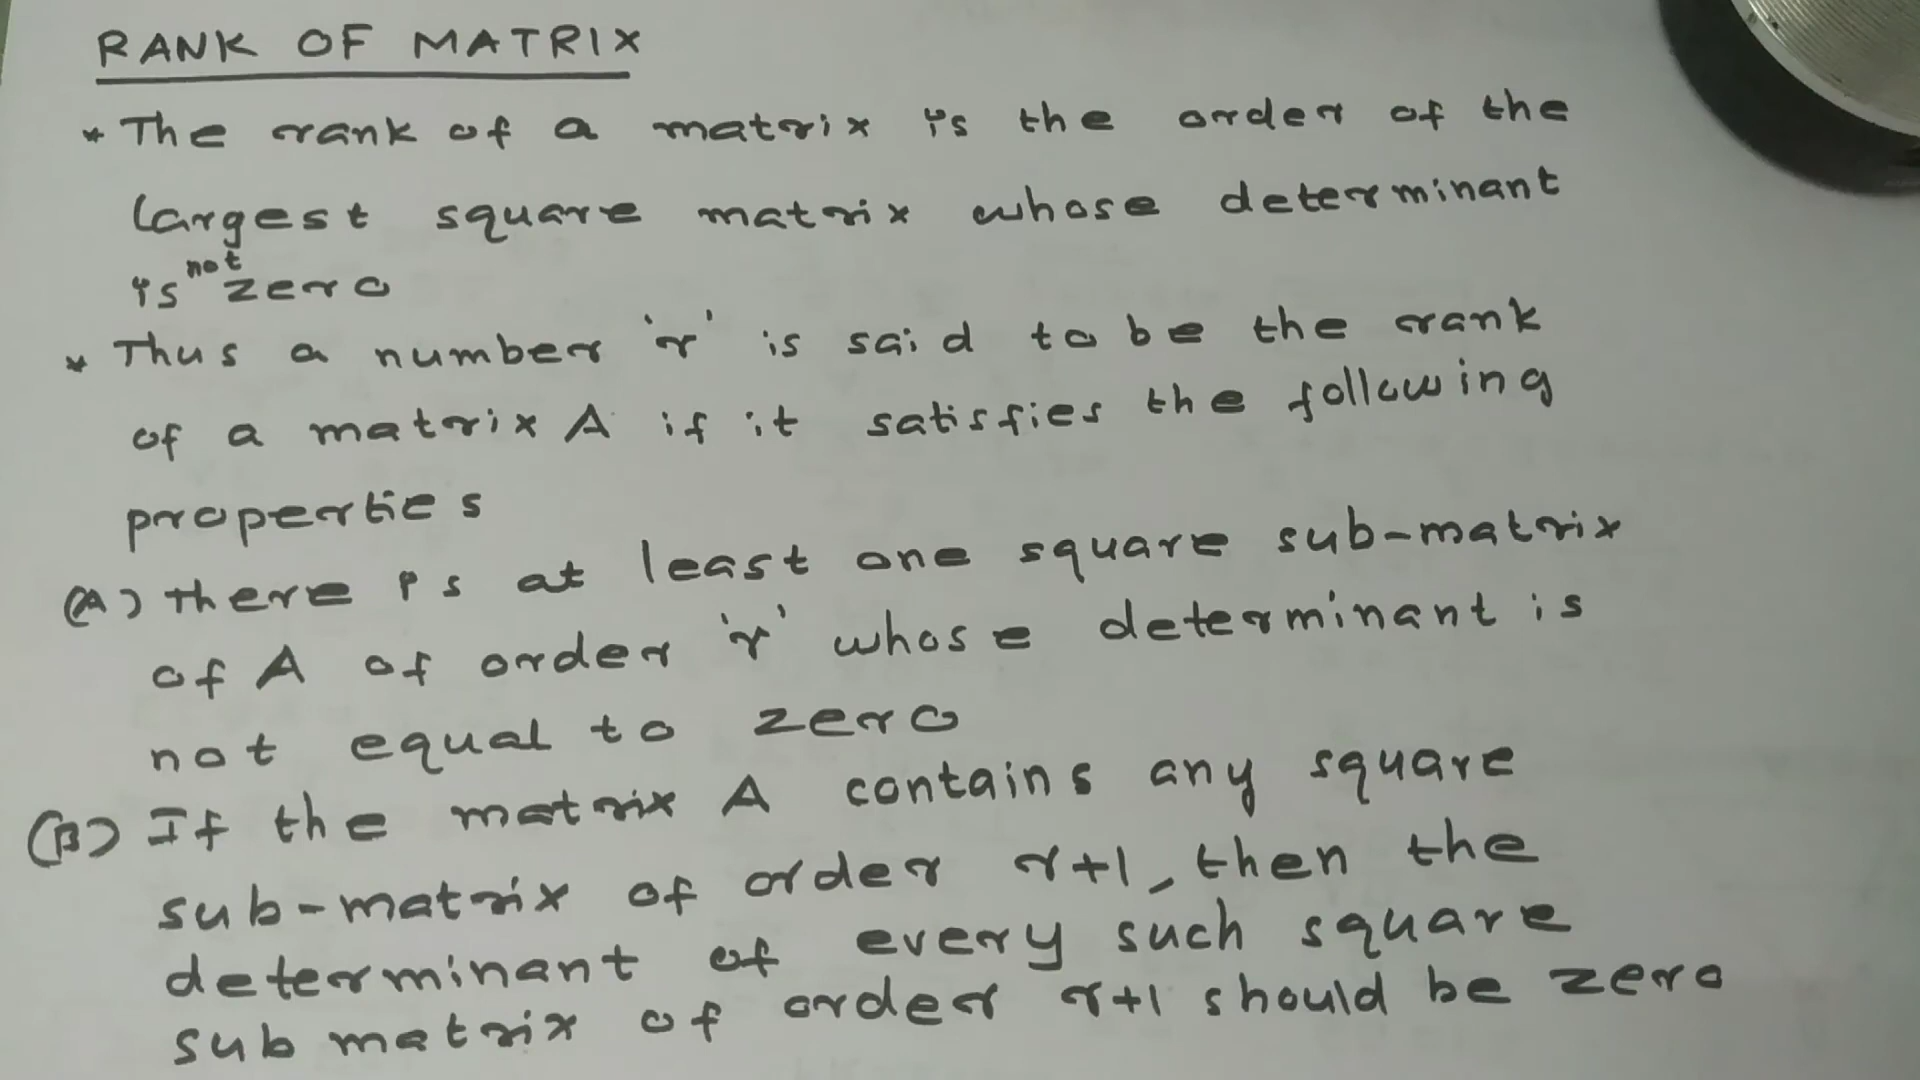 RANK OF MATRIX
* The rank of a matrix is the order of the
largest square matrix whose determinant
is not zero
* Thus a number 'r' is said to be the rank
of a matrix A if it satisfies the following
properties
(A) There is at least one square sub-matrix
of A of order 'r' whose determinant is
not equal to zero
(B) If the matrix A contains any square
sub-matrix of order r+1, then the
determinant of every such square
sub matrix of order r+1 should be zero